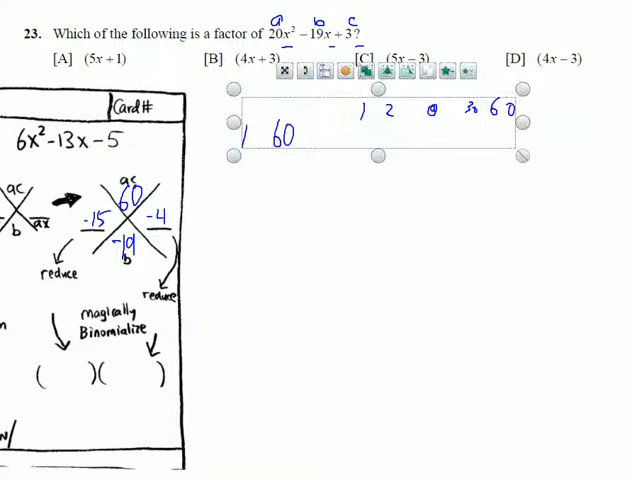 a b c
23. Which of the following is a factor of 20x² − 19x + 3?
[A] (5x + 1) [B] (4x + 3) [C] (5x − 3) [D] (4x − 3)
1 2 30 60
1 60
Card#
6x² -13x -5
ac ac
60
-15 -4
ax
-19
b b
reduce
reduce
magically
Binomialize
( )( )